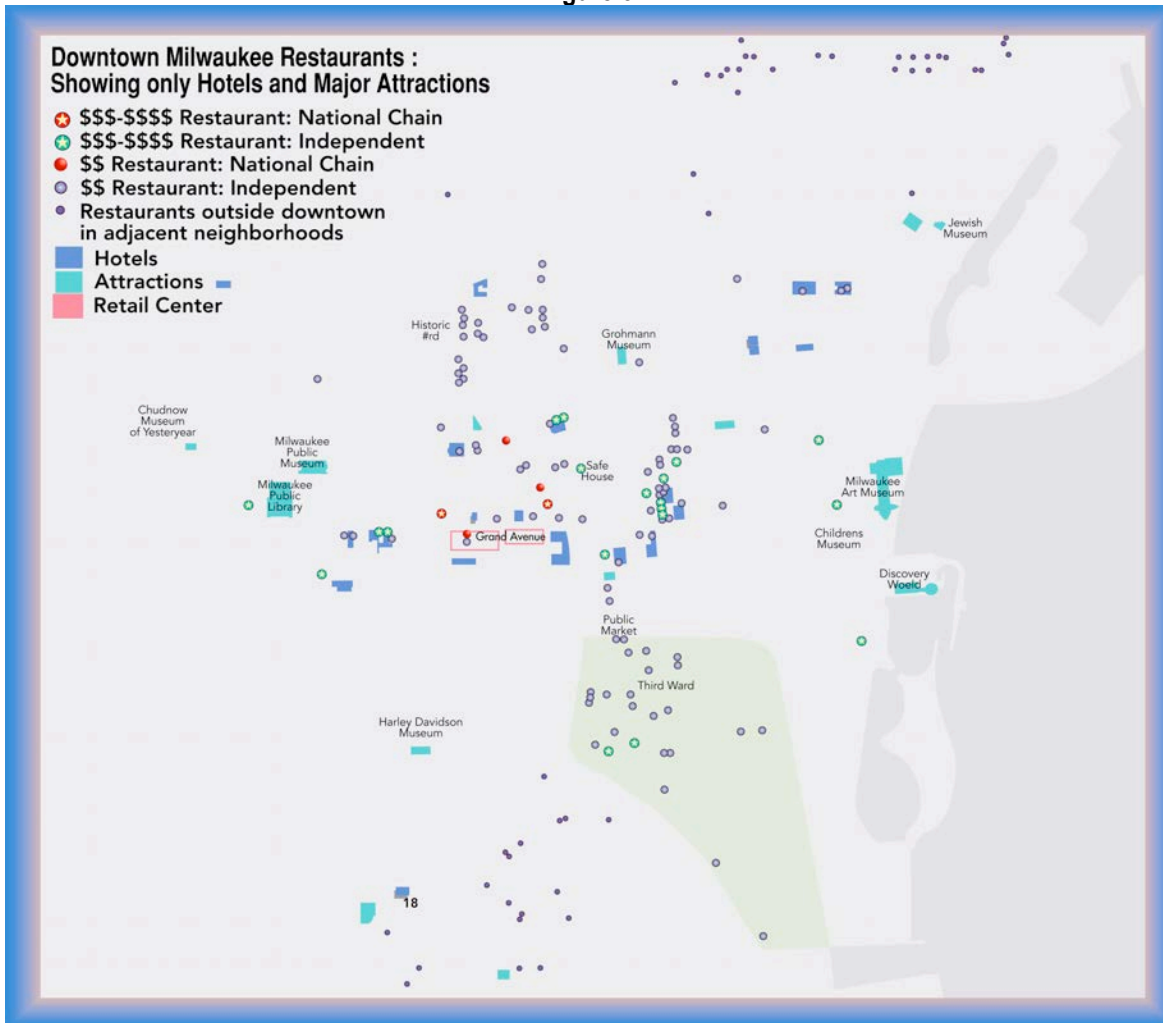 Downtown Milwaukee Restaurants :
Showing only Hotels and Major Attractions
$$$-$$$$ Restaurant: National Chain
$$$-$$$$ Restaurant: Independent
$$ Restaurant: National Chain
$$ Restaurant: Independent
Restaurants outside downtown
in adjacent neighborhoods
Hotels
Attractions
Retail Center
Jewish
Museum
Historic
#rd
Grohmann
Museum
Chudnow
Museum
of Yesteryear
Milwaukee
Public
Museum
Milwaukee
Public
Library
Safe
House
Milwaukee
Art Museum
Grand Avenue
Childrens
Museum
Discovery
Woeld
Public
Market
Third Ward
Harley Davidson
Museum
18